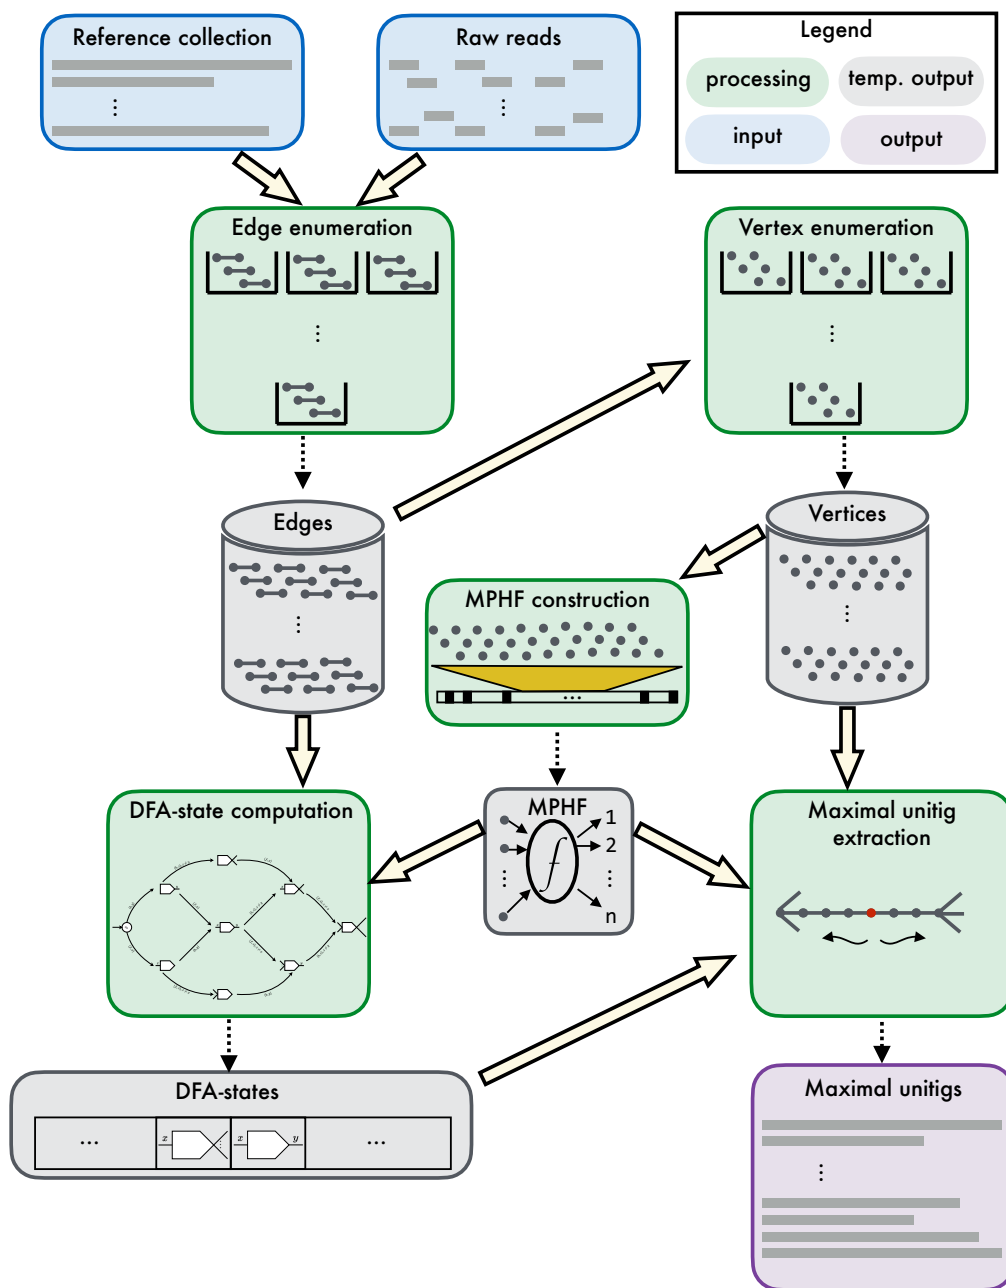 Reference collection
Raw reads
Legend
processing
temp. output
input
output
Edge enumeration
Vertex enumeration
Edges
Vertices
MPHF construction
DFA-state computation
MPHF
1
2
n
f
Maximal unitig
extraction
DFA-states
...
x
x
y
...
Maximal unitigs